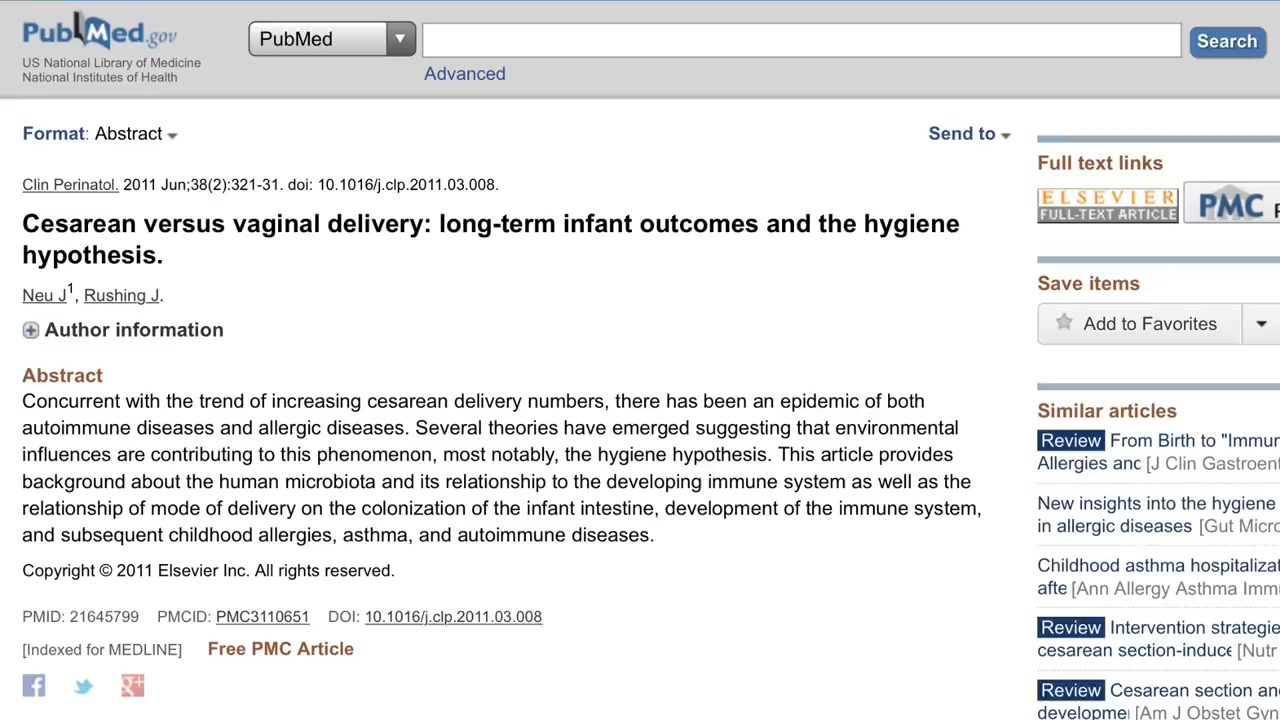 PubMed.gov
US National Library of Medicine
National Institutes of Health
PubMed
Search
Advanced
Format: Abstract
Send to
Clin Perinatol. 2011 Jun;38(2):321-31. doi: 10.1016/j.clp.2011.03.008.
Cesarean versus vaginal delivery: long-term infant outcomes and the hygiene
hypothesis.
Neu J1, Rushing J.
Author information
Abstract
Concurrent with the trend of increasing cesarean delivery numbers, there has been an epidemic of both
autoimmune diseases and allergic diseases. Several theories have emerged suggesting that environmental
influences are contributing to this phenomenon, most notably, the hygiene hypothesis. This article provides
background about the human microbiota and its relationship to the developing immune system as well as the
relationship of mode of delivery on the colonization of the infant intestine, development of the immune system,
and subsequent childhood allergies, asthma, and autoimmune diseases.
Copyright © 2011 Elsevier Inc. All rights reserved.
PMID: 21645799 PMCID: PMC3110651 DOI: 10.1016/j.clp.2011.03.008
[Indexed for MEDLINE] Free PMC Article
Full text links
ELSEVIER
FULL-TEXT ARTICLE
PMC
Save items
Add to Favorites
Similar articles
Review From Birth to "Immun
Allergies and [J Clin Gastroent
New insights into the hygiene
in allergic diseases [Gut Micro
Childhood asthma hospitalizat
afte [Ann Allergy Asthma Immu
Review Intervention strategie
cesarean section-induce [Nutr
Review Cesarean section and
developme [Am J Obstet Gyn